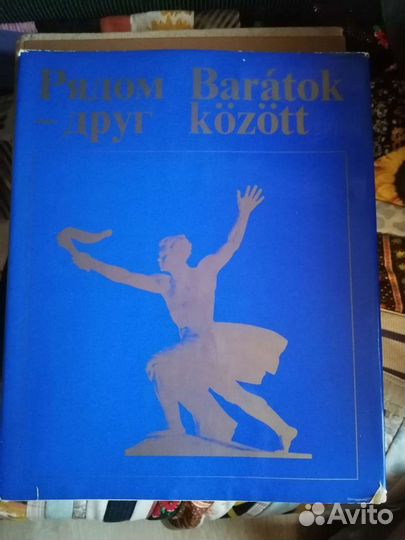 Рядом
– друг
Barátok
között
Avito